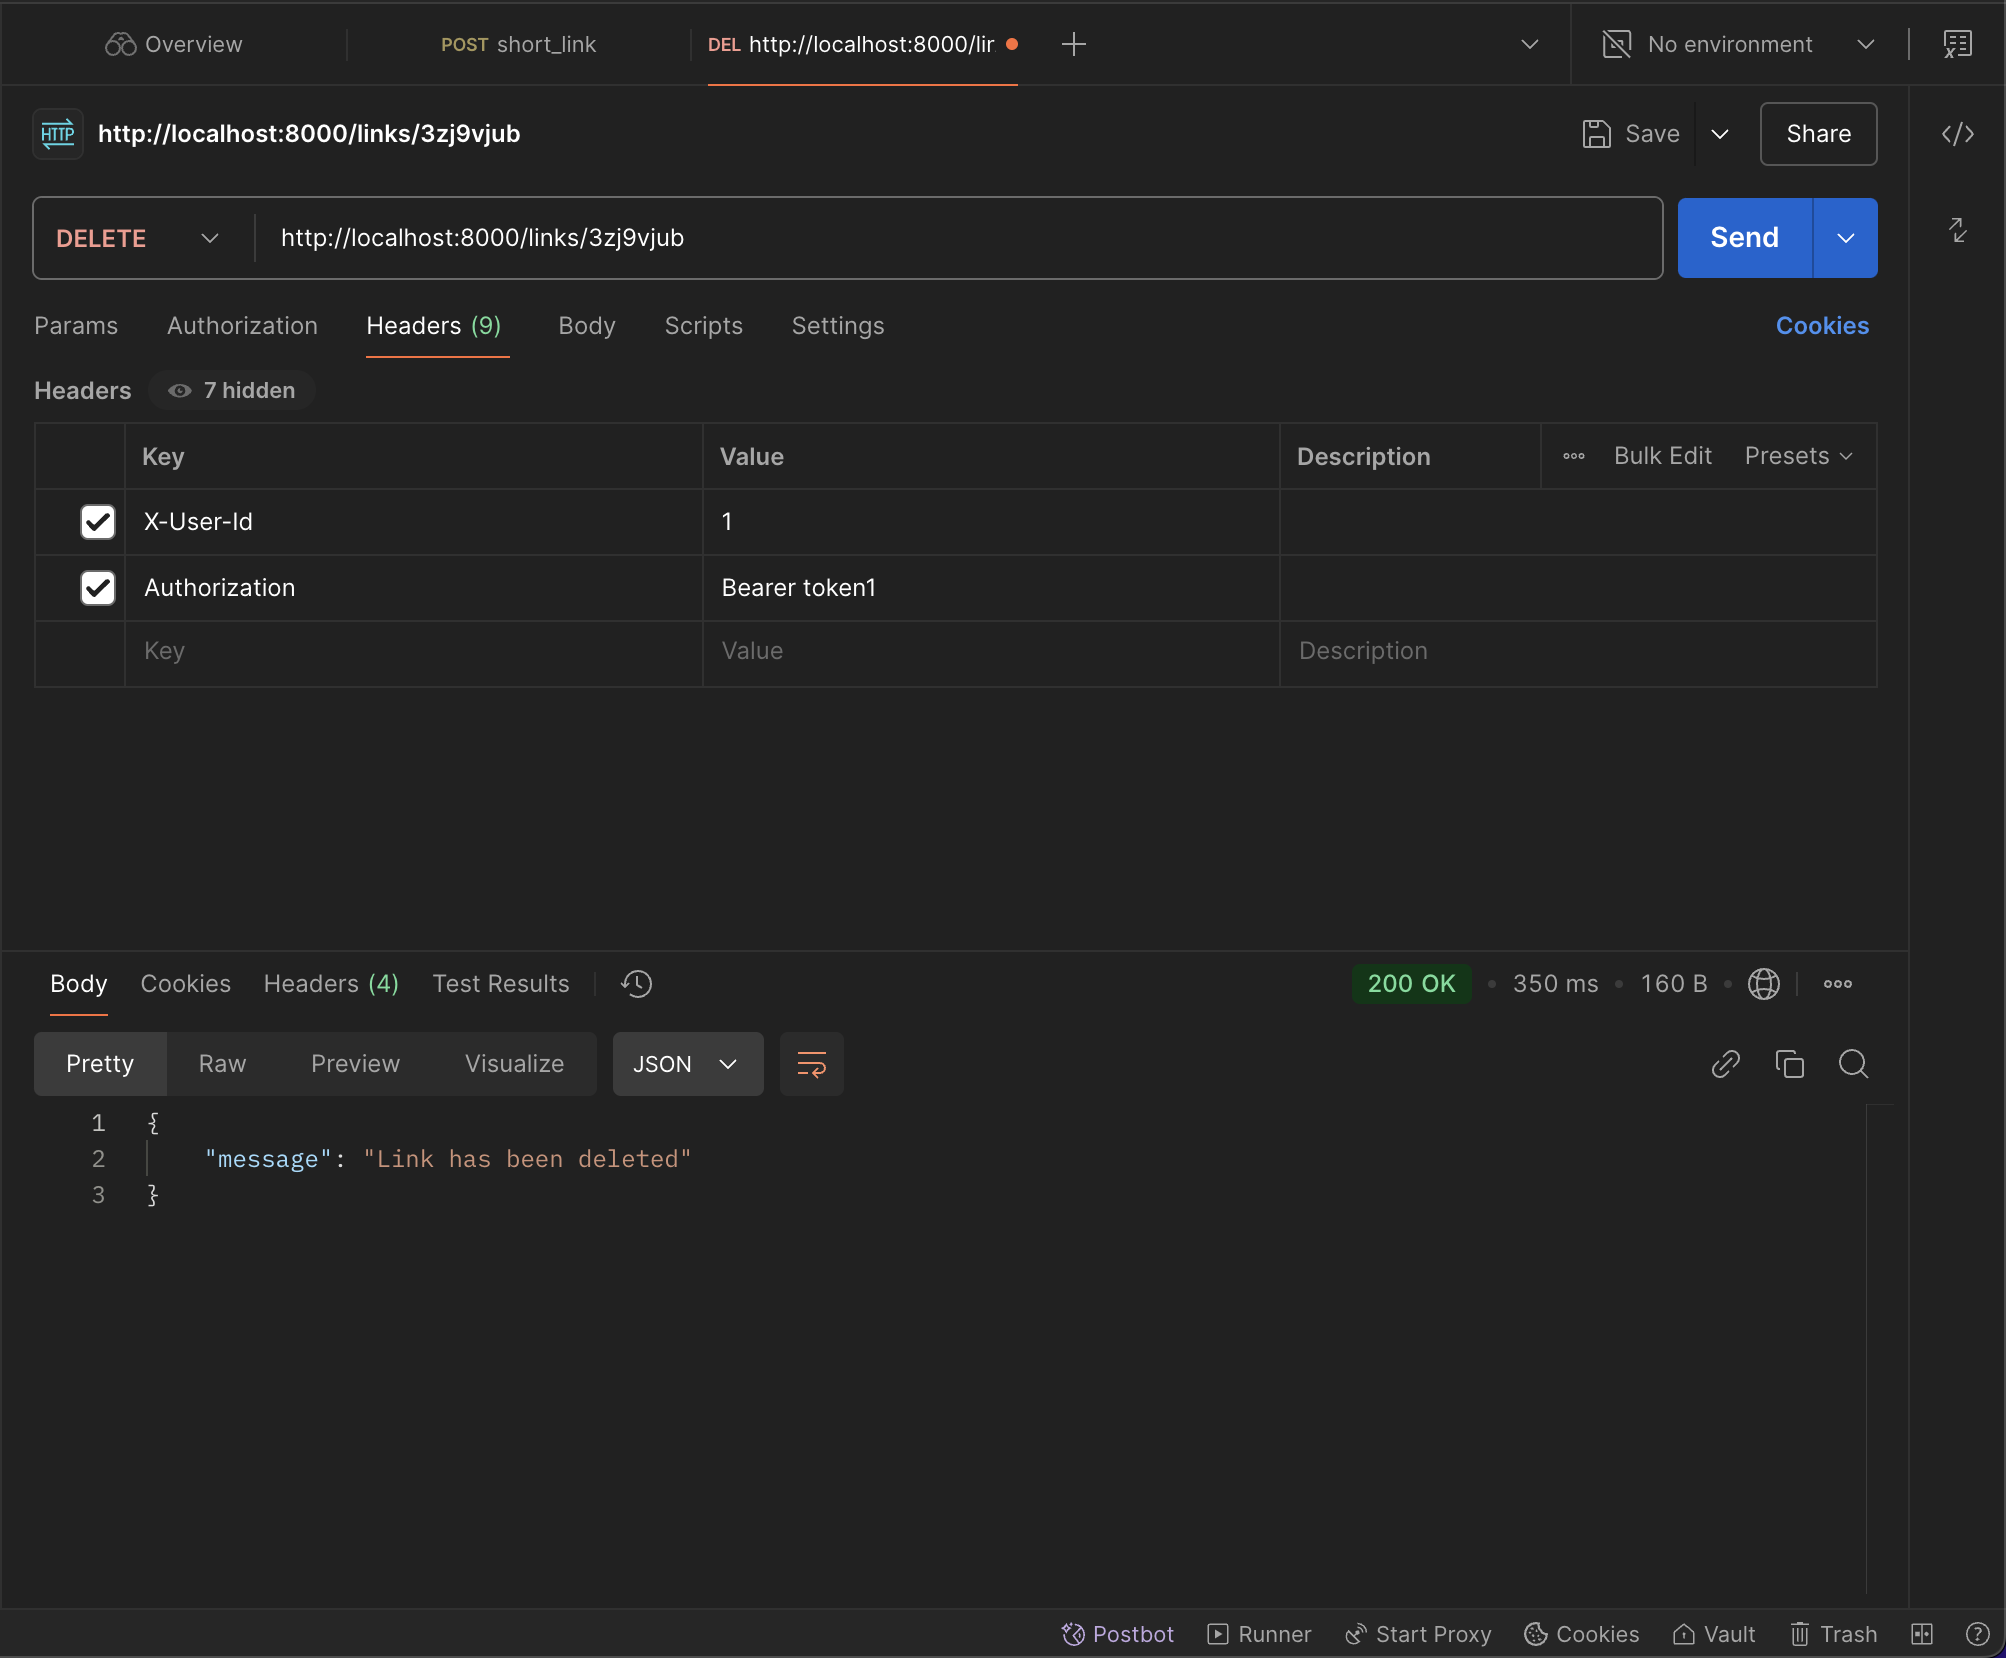 Overview POST short_link DEL http://localhost:8000/lir No environment
HTTP http://localhost:8000/links/3zj9vjub Save Share
DELETE http://localhost:8000/links/3zj9vjub Send
Params Authorization Headers (9) Body Scripts Settings Cookies
Headers 7 hidden
Key Value Description Bulk Edit Presets
X-User-Id 1
Authorization Bearer token1
Key Value Description
Body Cookies Headers (4) Test Results 200 OK • 350 ms • 160 B •
Pretty Raw Preview Visualize JSON
1 {
2 "message": "Link has been deleted"
3 }
Postbot Runner Start Proxy Cookies Vault Trash